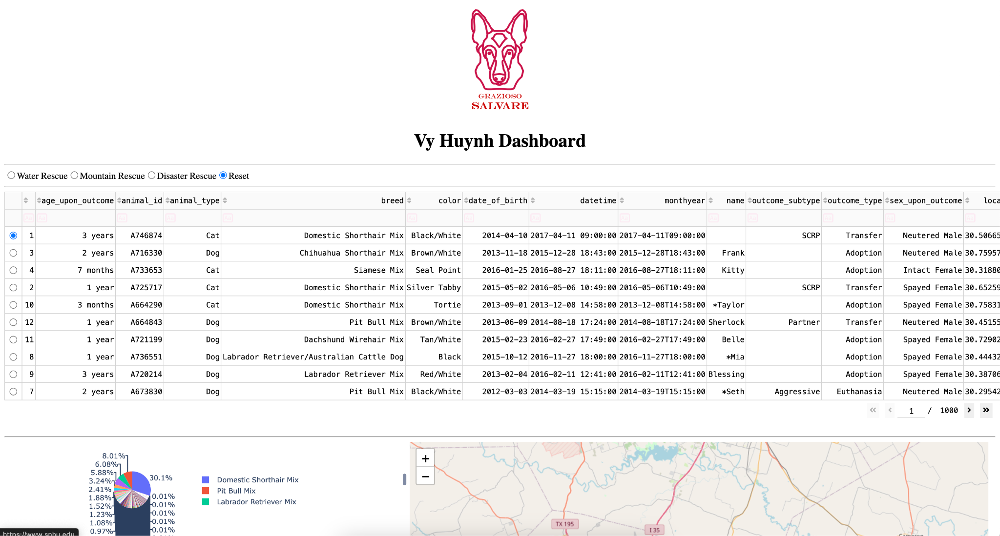 GRAZIOSO
SALVARE
Vy Huynh Dashboard
Water Rescue Mountain Rescue Disaster Rescue Reset
age_upon_outcome animal_id animal_type breed color date_of_birth datetime monthyear name outcome_subtype outcome_type sex_upon_outcome loca
Aa Aa Aa Aa Aa Aa Aa Aa Aa Aa Aa Aa Aa Aa
1 3 years A746874 Cat Domestic Shorthair Mix Black/White 2014-04-10 2017-04-11 09:00:00 2017-04-11T09:00:00 SCRP Transfer Neutered Male 30.50665
3 2 years A716330 Dog Chihuahua Shorthair Mix Brown/White 2013-11-18 2015-12-28 18:43:00 2015-12-28T18:43:00 Frank Adoption Neutered Male 30.75957
4 7 months A733653 Cat Siamese Mix Seal Point 2016-01-25 2016-08-27 18:11:00 2016-08-27T18:11:00 Kitty Adoption Intact Female 30.31880
2 1 year A725717 Cat Domestic Shorthair Mix Silver Tabby 2015-05-02 2016-05-06 10:49:00 2016-05-06T10:49:00 SCRP Transfer Spayed Female 30.65259
10 3 months A664290 Cat Domestic Shorthair Mix Tortie 2013-09-01 2013-12-08 14:58:00 2013-12-08T14:58:00 *Taylor Adoption Spayed Female 30.75831
12 1 year A664843 Dog Pit Bull Mix Brown/White 2013-06-09 2014-08-18 17:24:00 2014-08-18T17:24:00 Sherlock Partner Transfer Neutered Male 30.45155
11 1 year A721199 Dog Dachshund Wirehair Mix Tan/White 2015-02-23 2016-02-27 17:49:00 2016-02-27T17:49:00 Belle Adoption Spayed Female 30.72902
8 1 year A736551 Dog Labrador Retriever/Australian Cattle Dog Black 2015-10-12 2016-11-27 18:00:00 2016-11-27T18:00:00 *Mia Adoption Spayed Female 30.44432
9 3 years A720214 Dog Labrador Retriever Mix Red/White 2013-02-04 2016-02-11 12:41:00 2016-02-11T12:41:00 Blessing Adoption Spayed Female 30.38706
7 2 years A673830 Dog Pit Bull Mix Black/White 2012-03-03 2014-03-19 15:15:00 2014-03-19T15:15:00 *Seth Aggressive Euthanasia Neutered Male 30.29542
1 / 1000
8.01%
6.08%
5.88%
3.24%
2.41%
1.88%
1.52%
1.23%
1.08%
0.97%
30.1%
0.01%
0.01%
0.01%
0.01%
0.01%
Domestic Shorthair Mix
Pit Bull Mix
Labrador Retriever Mix
+
−
TX 195
I 35
https://www.snhu.edu